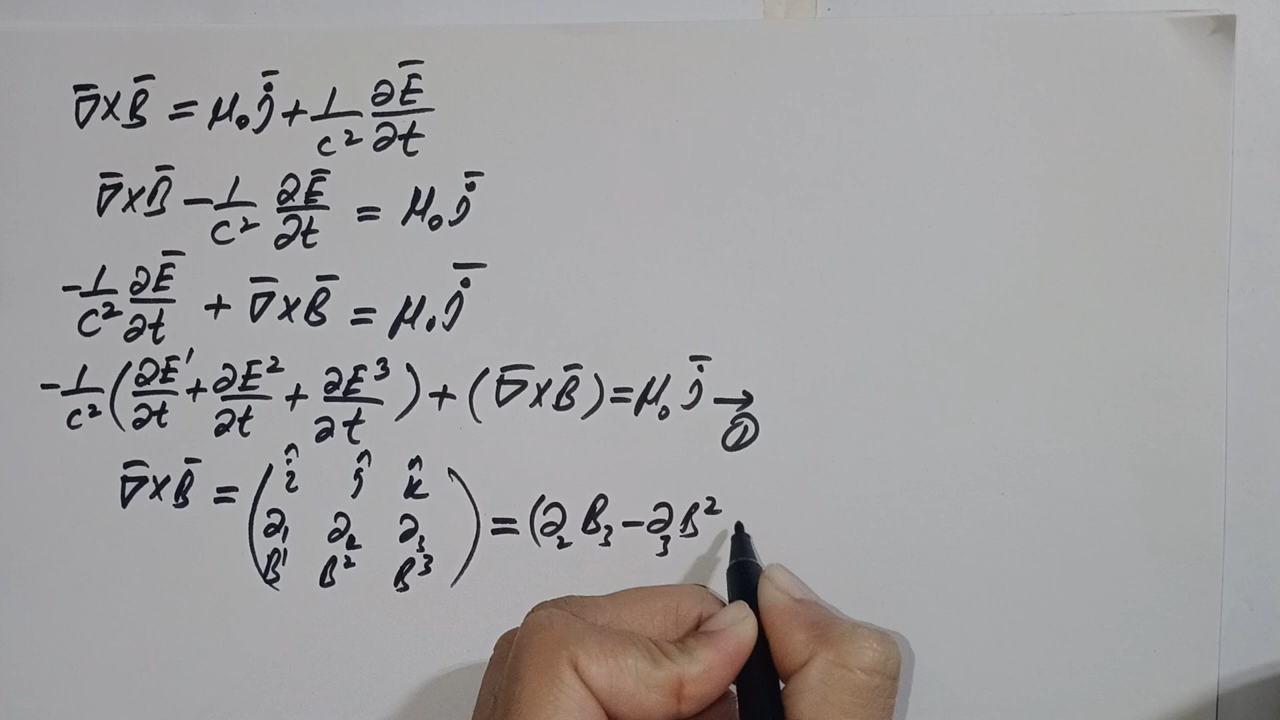 ∇̄×B̄ = μ₀j̄ + 1/c² ∂Ē/∂t
∇̄×B̄ − 1/c² ∂Ē/∂t = μ₀j̄
−1/c² ∂Ē/∂t + ∇̄×B̄ = μ₀j̄
−1/c² (∂E¹/∂t + ∂E²/∂t + ∂E³/∂t) + (∇̄×B̄) = μ₀j̄ → ①
∇̄×B̄ = (î ĵ k̂ ∂₁ ∂₂ ∂₃ B¹ B² B³) = (∂₂B₃ − ∂₃B²